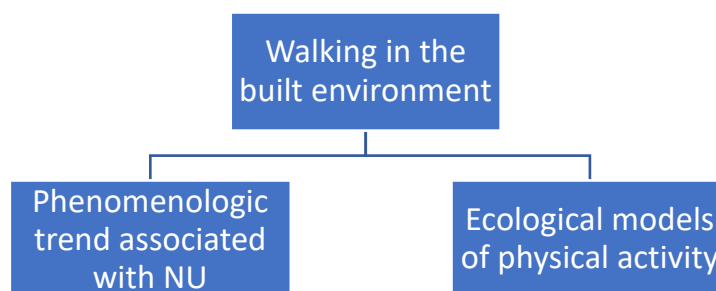 Walking in the
built environment
Phenomenologic
trend associated
with NU
Ecological models
of physical activity